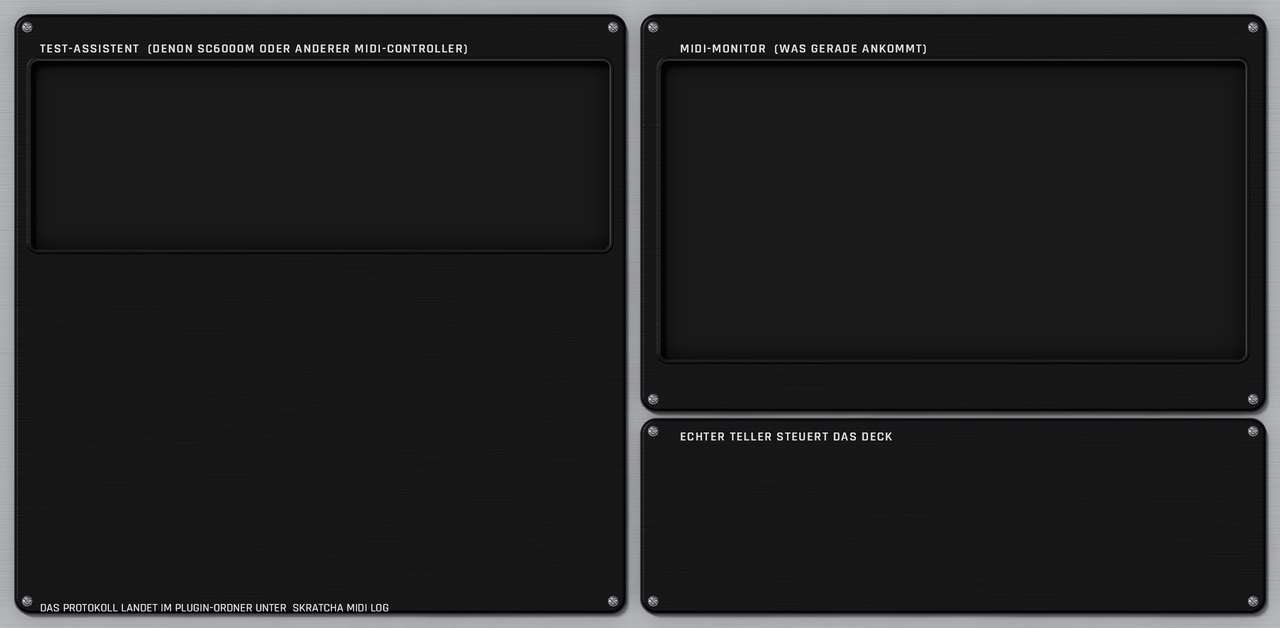 TEST-ASSISTENT (DENON SC6000M ODER ANDERER MIDI-CONTROLLER)
MIDI-MONITOR (WAS GERADE ANKOMMT)
ECHTER TELLER STEUERT DAS DECK
DAS PROTOKOLL LANDET IM PLUGIN-ORDNER UNTER SKRATCHA MIDI LOG